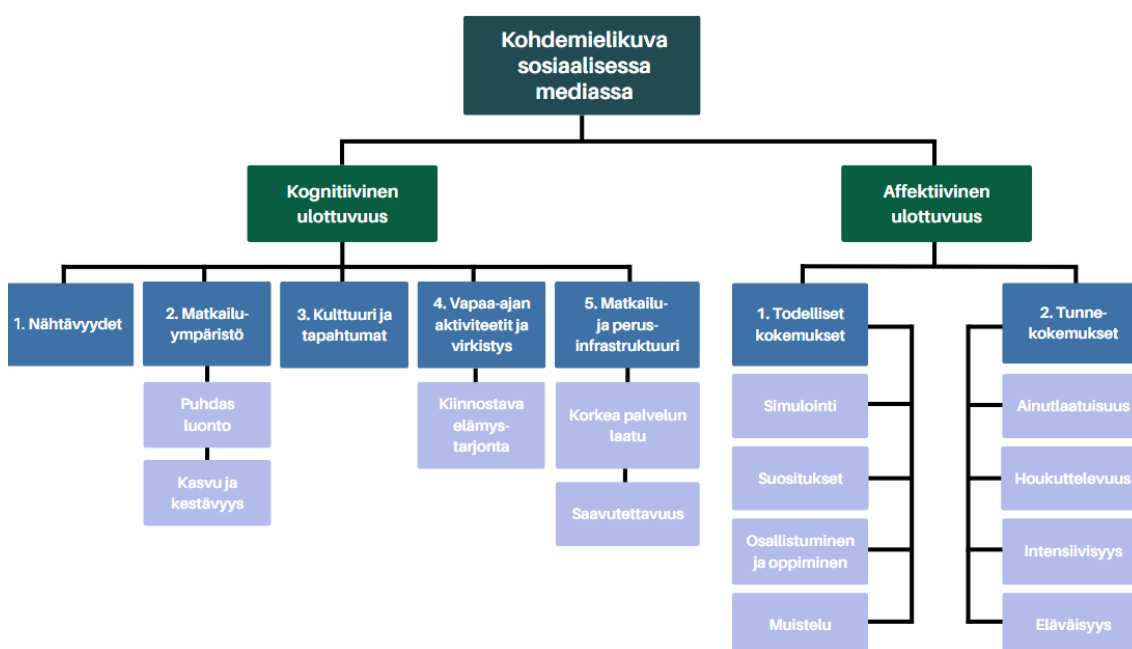 Kohdemielikuva
sosiaalisessa
mediassa
Kognitiivinen
ulottuvuus
Affektiivinen
ulottuvuus
1. Nähtävyydet
2. Matkailu-
ympäristö
3. Kulttuuri ja
tapahtumat
4. Vapaa-ajan
aktiviteetit ja
virkistys
5. Matkailu-
ja perus-
infrastruktuuri
1. Todelliset
kokemukset
2. Tunne-
kokemukset
Puhdas
luonto
Kasvu ja
kestävyys
Kiinnostava
elämys-
tarjonta
Korkea palvelun
laatu
Saavutettavuus
Simulointi
Suositukset
Osallistuminen
ja oppiminen
Muistelu
Ainutlaatuisuus
Houkuttelevuus
Intensiivisyys
Eläväisyys